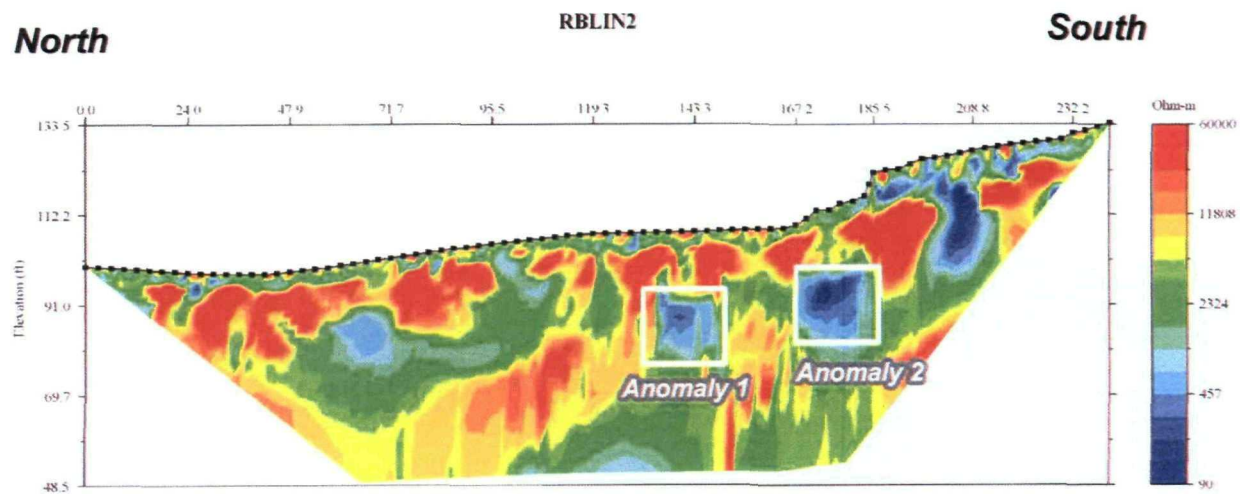 RBLIN2
North
South
0.0 24.0 47.9 71.7 95.5 119.3 143.3 167.2 185.5 208.8 232.2
Ohm-m
133.5
112.2
91.0
69.7
48.5
Elevation (ft)
Anomaly 1
Anomaly 2
60000
11808
2324
457
90